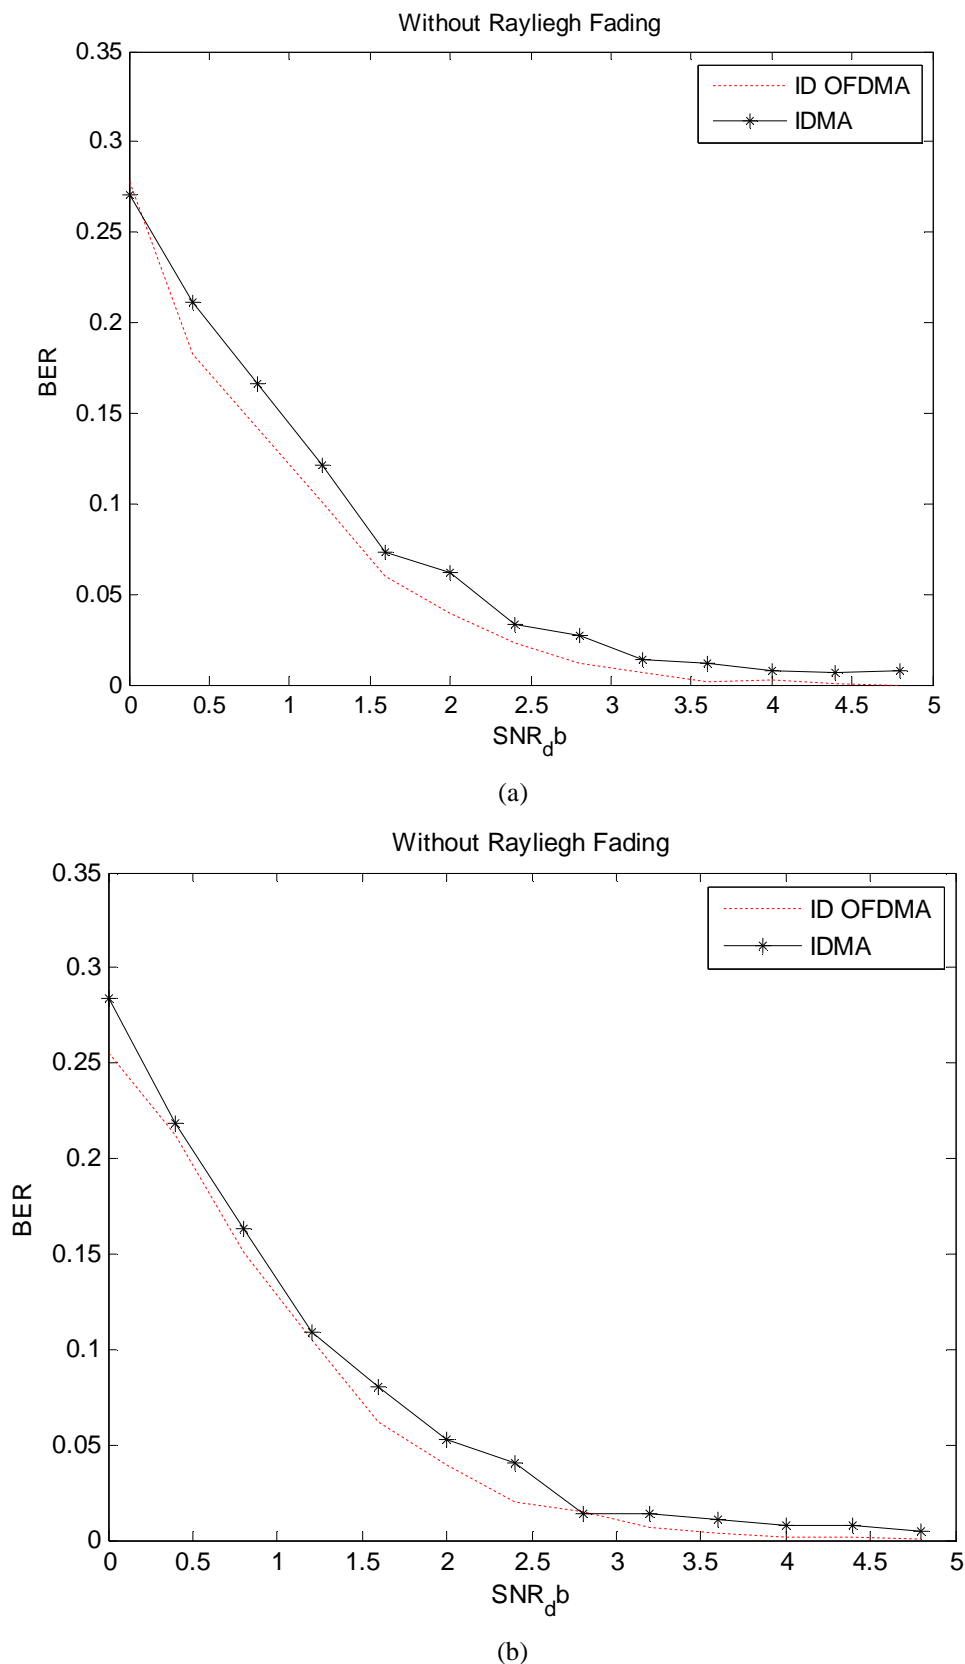 Without Rayliegh Fading
0.35
0.3
0.25
0.2
0.15
0.1
0.05
0
BER
ID OFDMA
IDMA
0 0.5 1 1.5 2 2.5 3 3.5 4 4.5 5
SNR_db
(a)
Without Rayliegh Fading
0.35
0.3
0.25
0.2
0.15
0.1
0.05
0
BER
ID OFDMA
IDMA
0 0.5 1 1.5 2 2.5 3 3.5 4 4.5 5
SNR_db
(b)